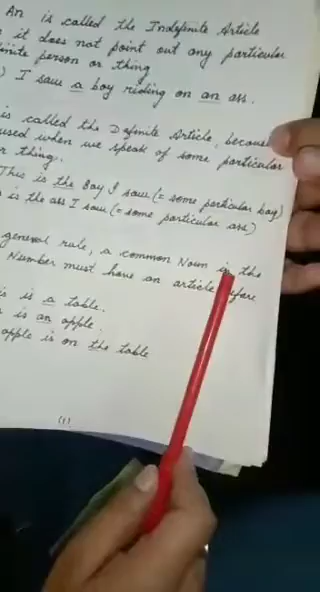 An is called the Indefinite Article
it does not point out any particular
person or thing
) I saw a boy riding on an ass.
is called the Definite Article, because
used when we speak of some particular
thing.
This is the Boy I saw (= some particular boy)
is the ass I saw (= some particular ass)
general rule, a common Noun in the
Number must have an article before
is a table.
is an apple.
apple is on the table
(1)